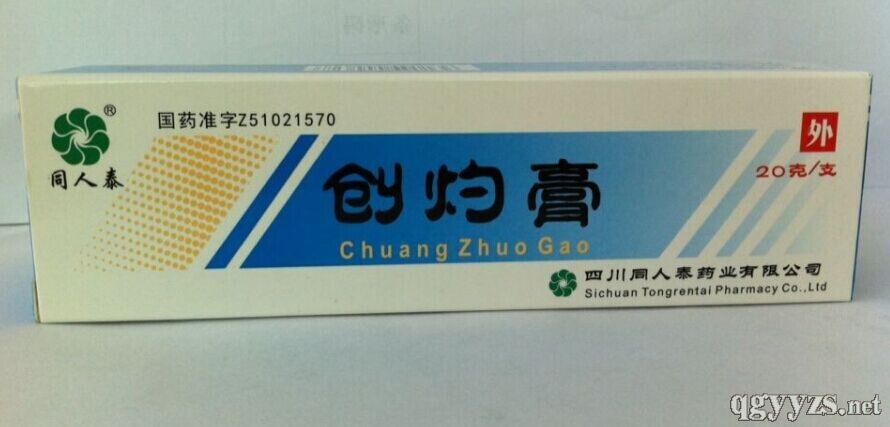 ®
同人泰
国药准字Z51021570
外
20克/支
创灼膏
Chuang Zhuo Gao
四川同人泰药业有限公司
Sichuan Tongrentai Pharmacy Co.,Ltd
qgyyzs.net